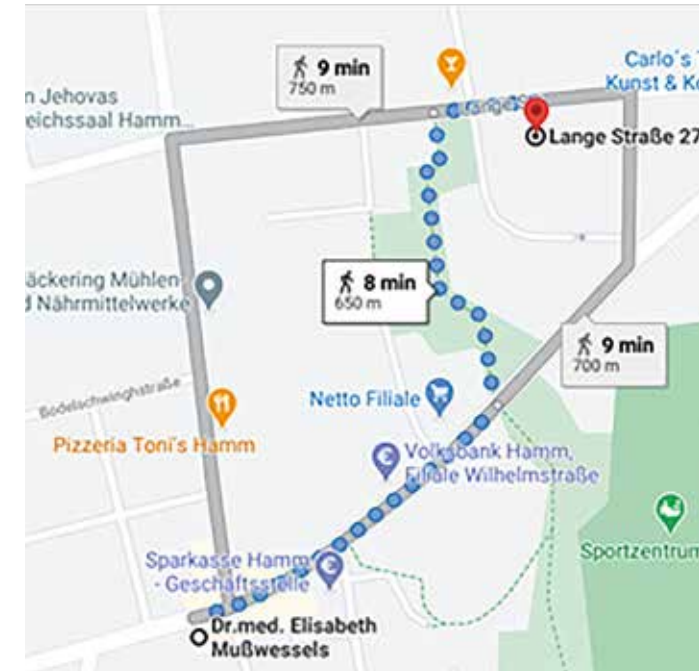 9 min
750 m
Carlo's
Kunst & K
n Jehovas
eichssaal Hamm...
Lange Straße 27
äckering Mühlen-
d Nährmittelwerke
8 min
650 m
9 min
700 m
Bodelschwinghstraße
Netto Filiale
Pizzeria Toni's Hamm
Volksbank Hamm,
Filiale Wilhelmstraße
Sportzentrum
Sparkasse Hamm
- Geschäftsstelle
Dr.med. Elisabeth
Mußwessels